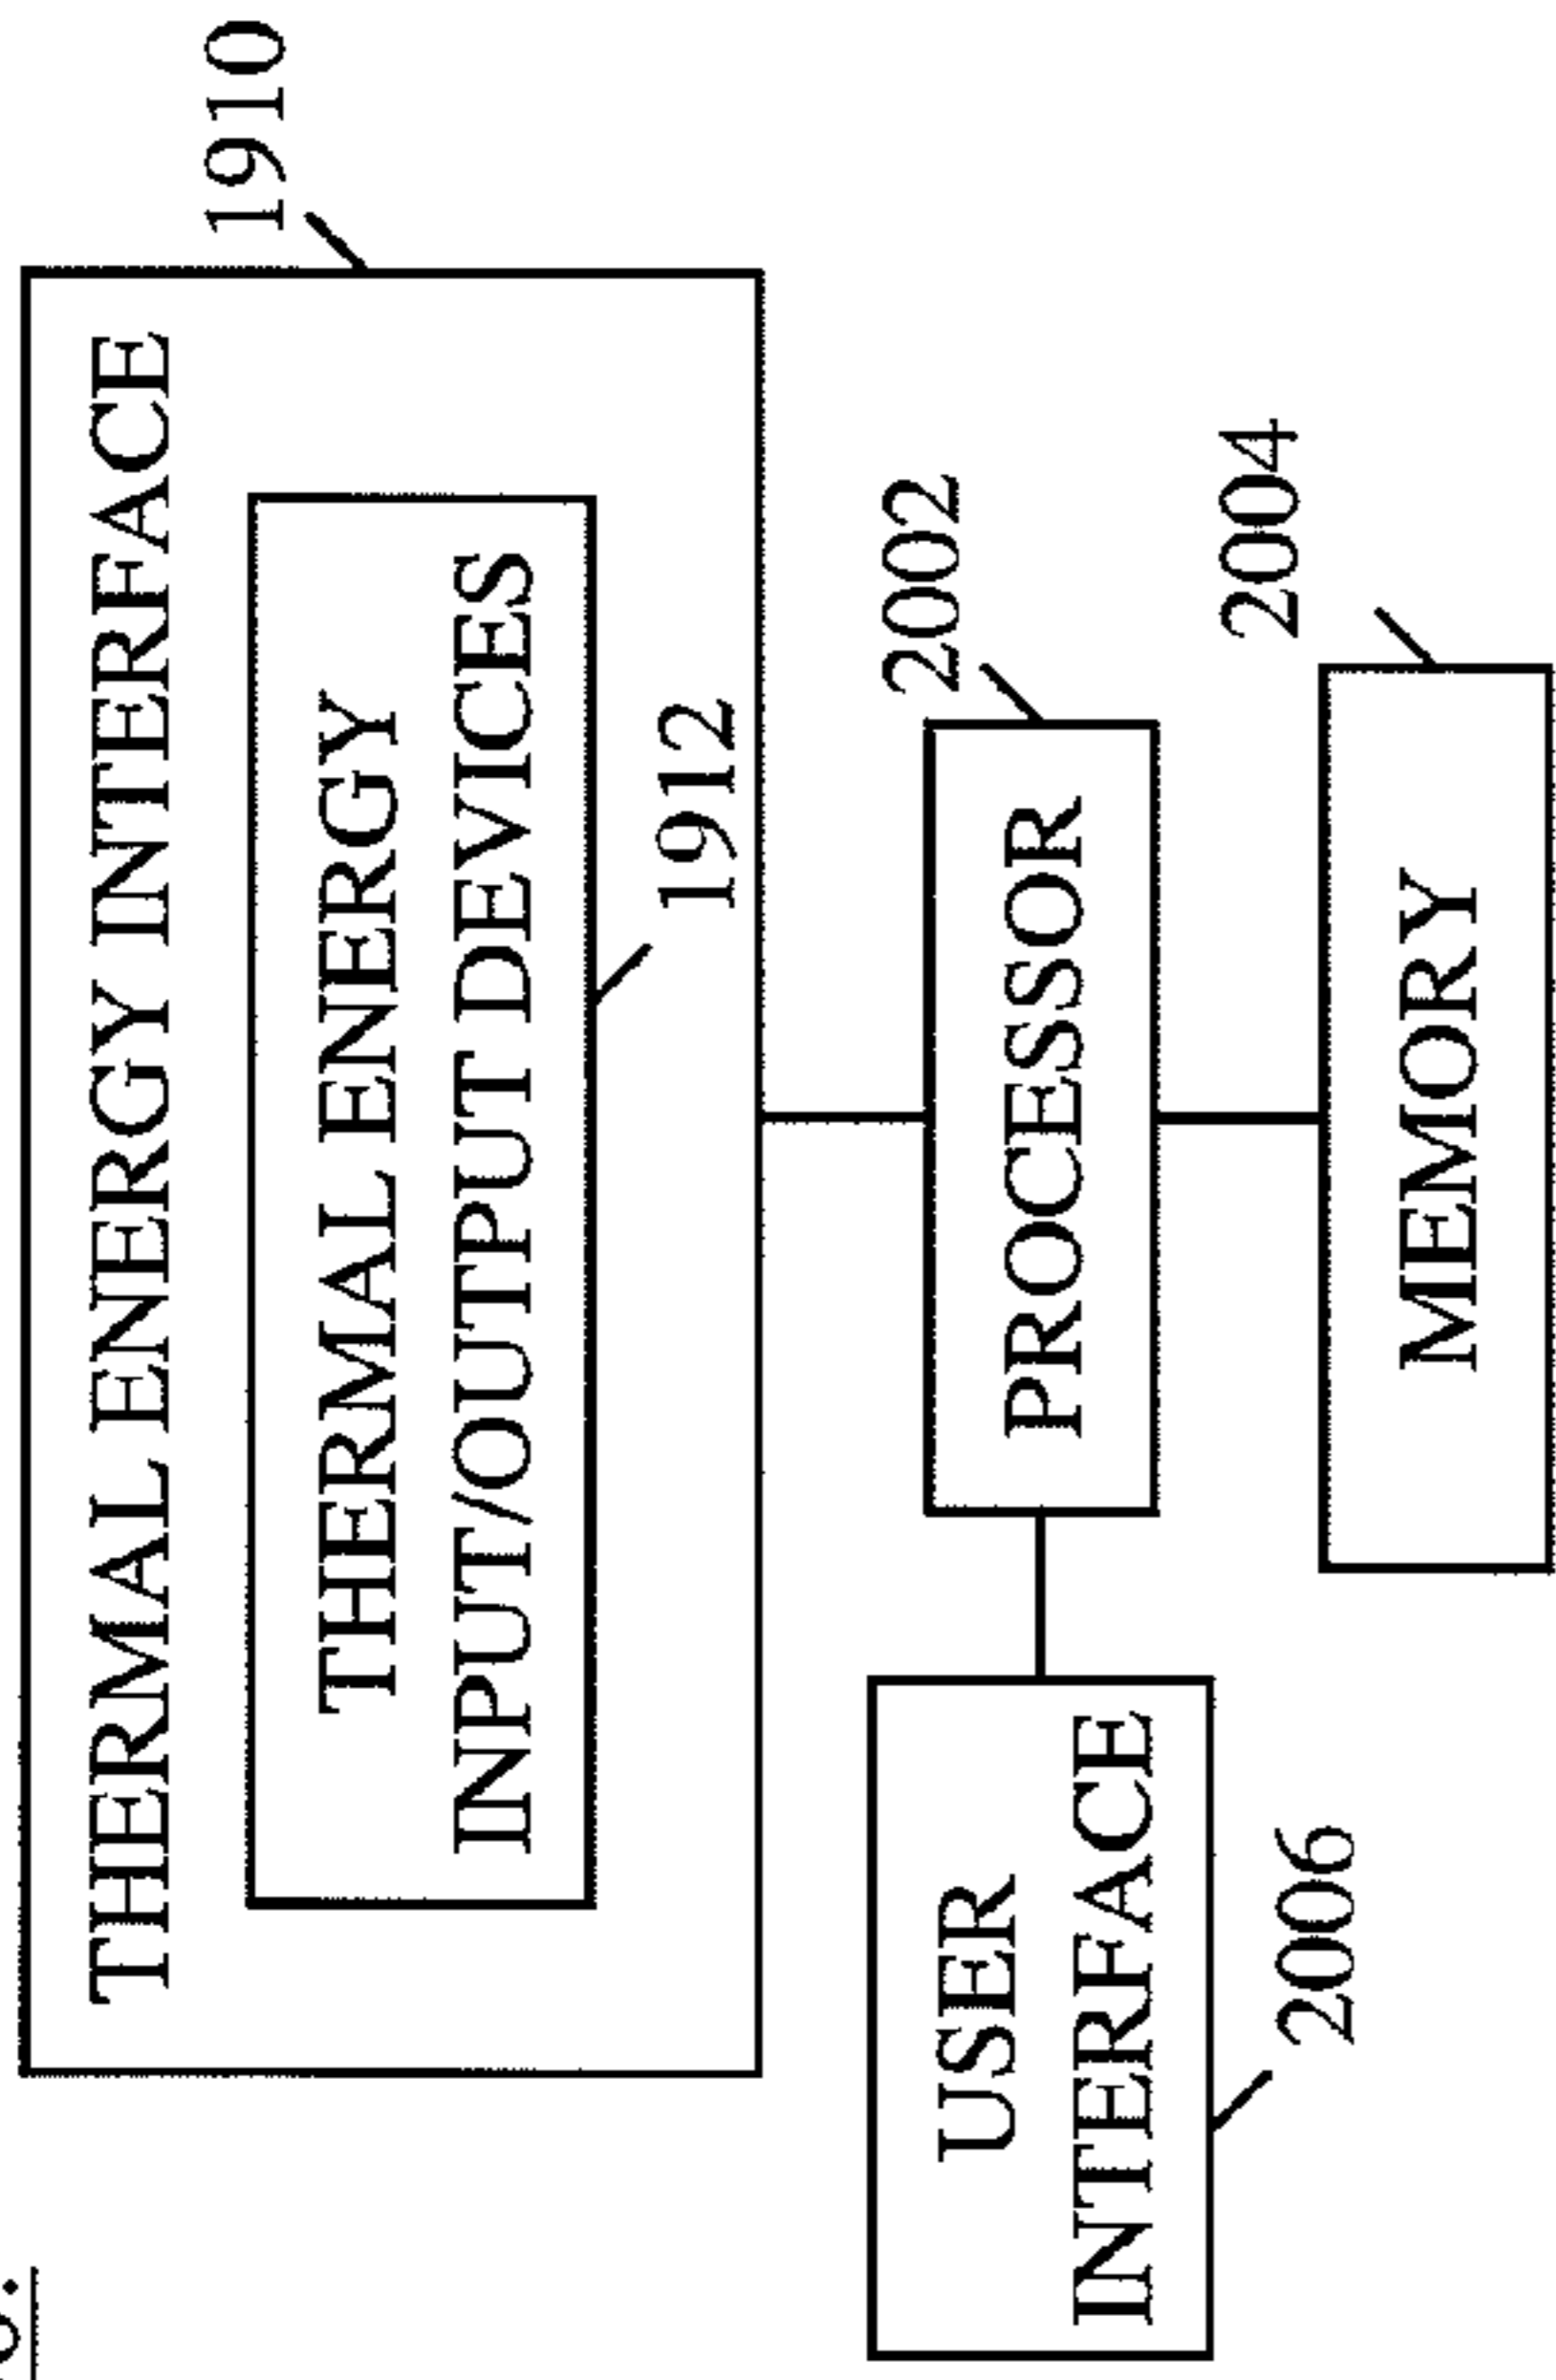 THERMAL ENERGY INTERFACE
1910
THERMAL ENERGY
INPUT/OUTPUT DEVICES
1912
2002
PROCESSOR
USER
INTERFACE
2006
2004
MEMORY